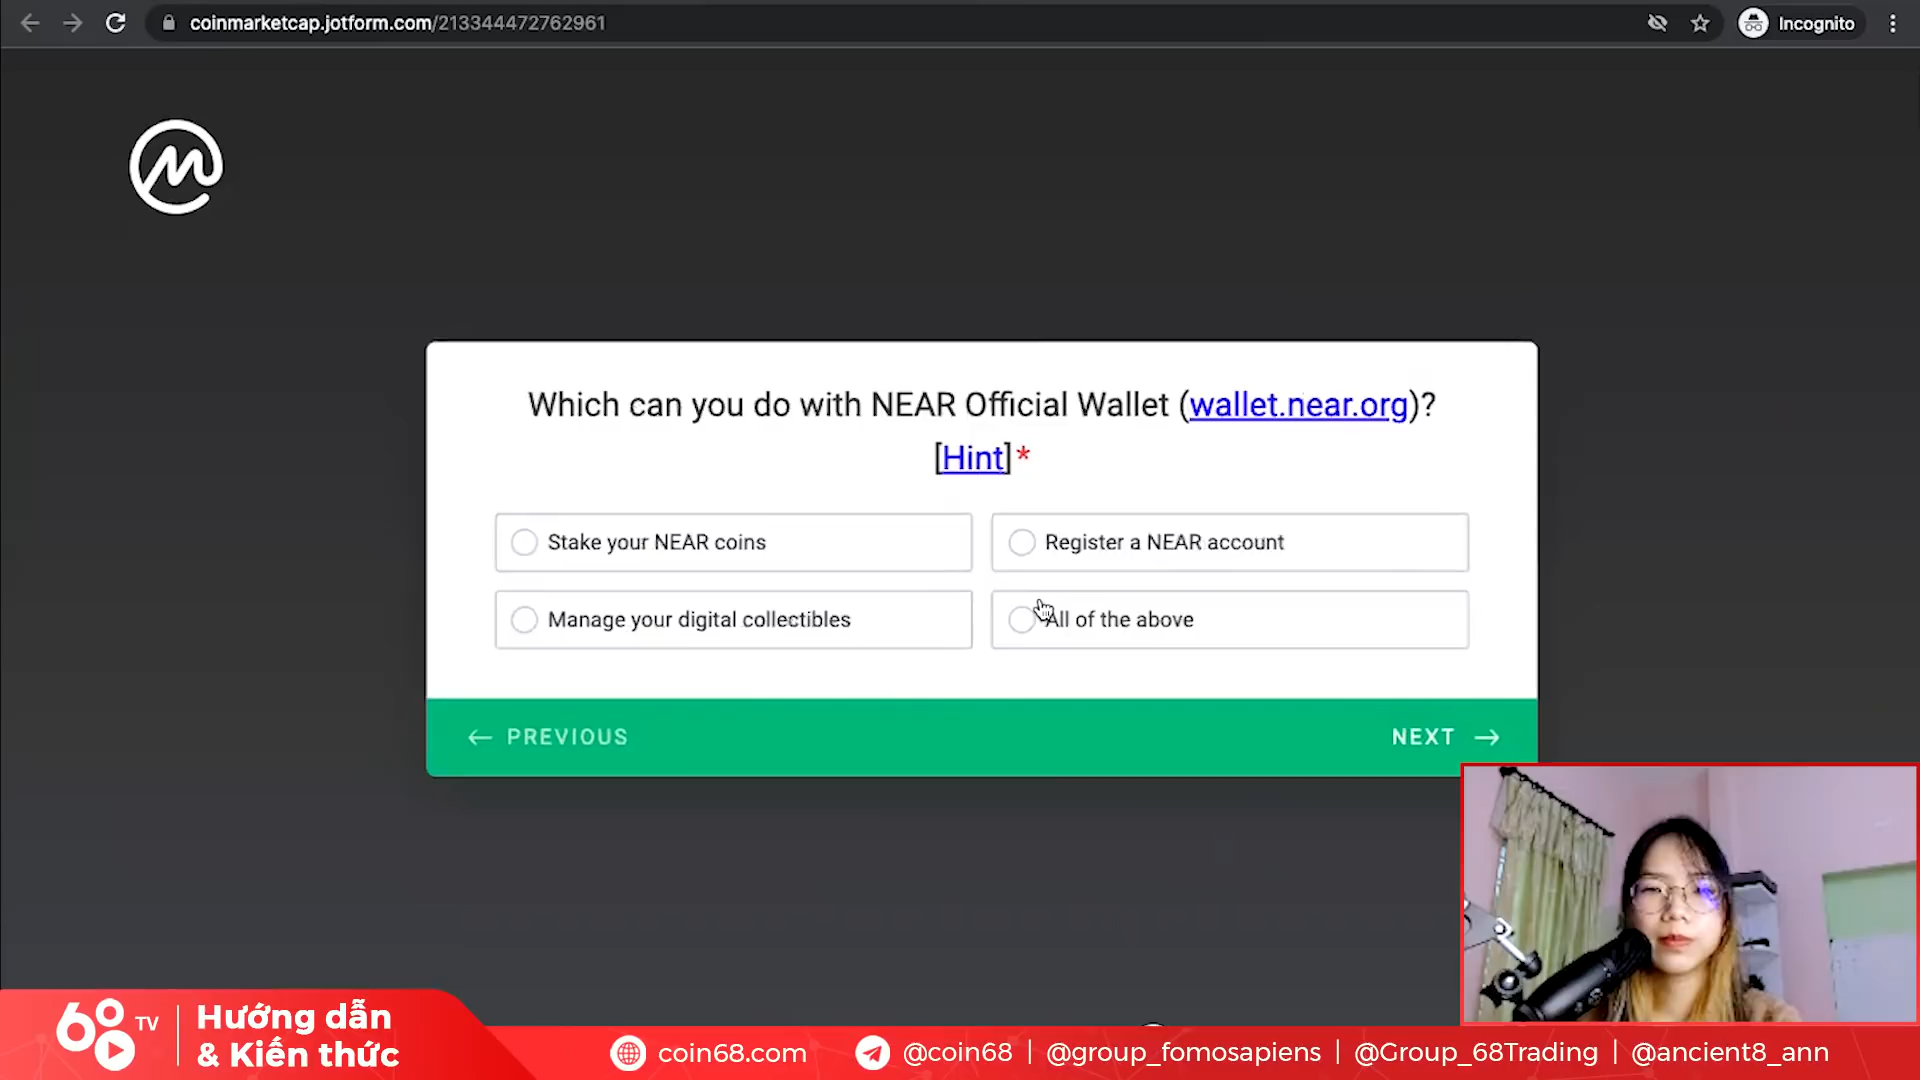 coinmarketcap.jotform.com/213344472762961
Incognito
Which can you do with NEAR Official Wallet (wallet.near.org)?
[Hint]*
Stake your NEAR coins
Register a NEAR account
Manage your digital collectibles
All of the above
← PREVIOUS
NEXT →
68 TV
Hướng dẫn
& Kiến thức
coin68.com
@coin68 | @group_fomosapiens | @Group_68Trading | @ancient8_ann